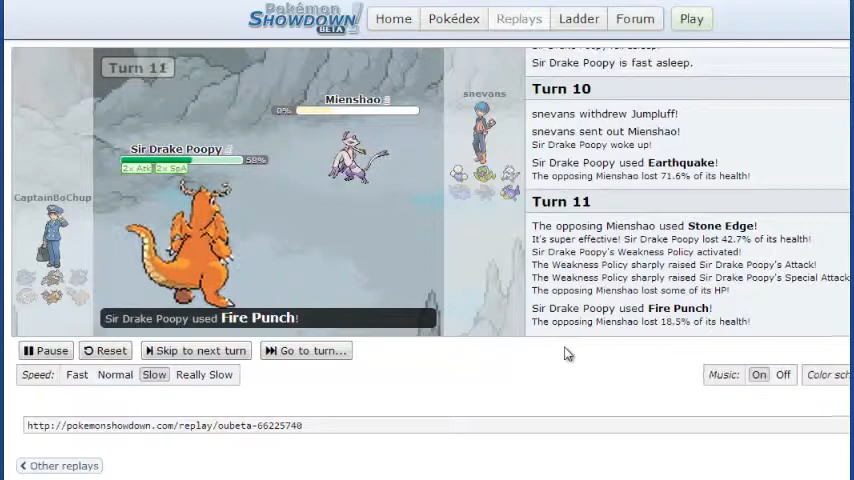 Pokémon
SHOWDOWN!
BETA
Home
Pokédex
Replays
Ladder
Forum
Play
Turn 11
Mienshao
0%
Sir Drake Poopy
58%
2x Atk 2x SpA
CaptainBoChup
snevans
Sir Drake Poopy used Fire Punch!
Sir Drake Poopy is fast asleep.
Turn 10
snevans withdrew Jumpluff!
snevans sent out Mienshao!
Sir Drake Poopy woke up!
Sir Drake Poopy used Earthquake!
The opposing Mienshao lost 71.6% of its health!
Turn 11
The opposing Mienshao used Stone Edge!
It's super effective! Sir Drake Poopy lost 42.7% of its health!
Sir Drake Poopy's Weakness Policy activated!
The Weakness Policy sharply raised Sir Drake Poopy's Attack!
The Weakness Policy sharply raised Sir Drake Poopy's Special Attack
The opposing Mienshao lost some of its HP!
Sir Drake Poopy used Fire Punch!
The opposing Mienshao lost 18.5% of its health!
Pause
Reset
Skip to next turn
Go to turn...
Speed: Fast Normal Slow Really Slow
Music: On Off
Color sch
http://pokemonshowdown.com/replay/oubeta-66225740
Other replays